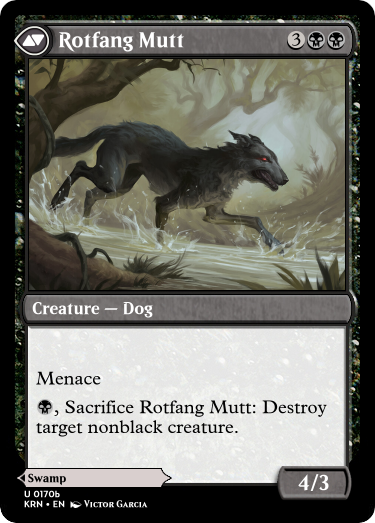 Rotfang Mutt 3
Creature — Dog
Menace
, Sacrifice Rotfang Mutt: Destroy
target nonblack creature.
Swamp
4/3
U 0170b
KRN • EN Victor Garcia